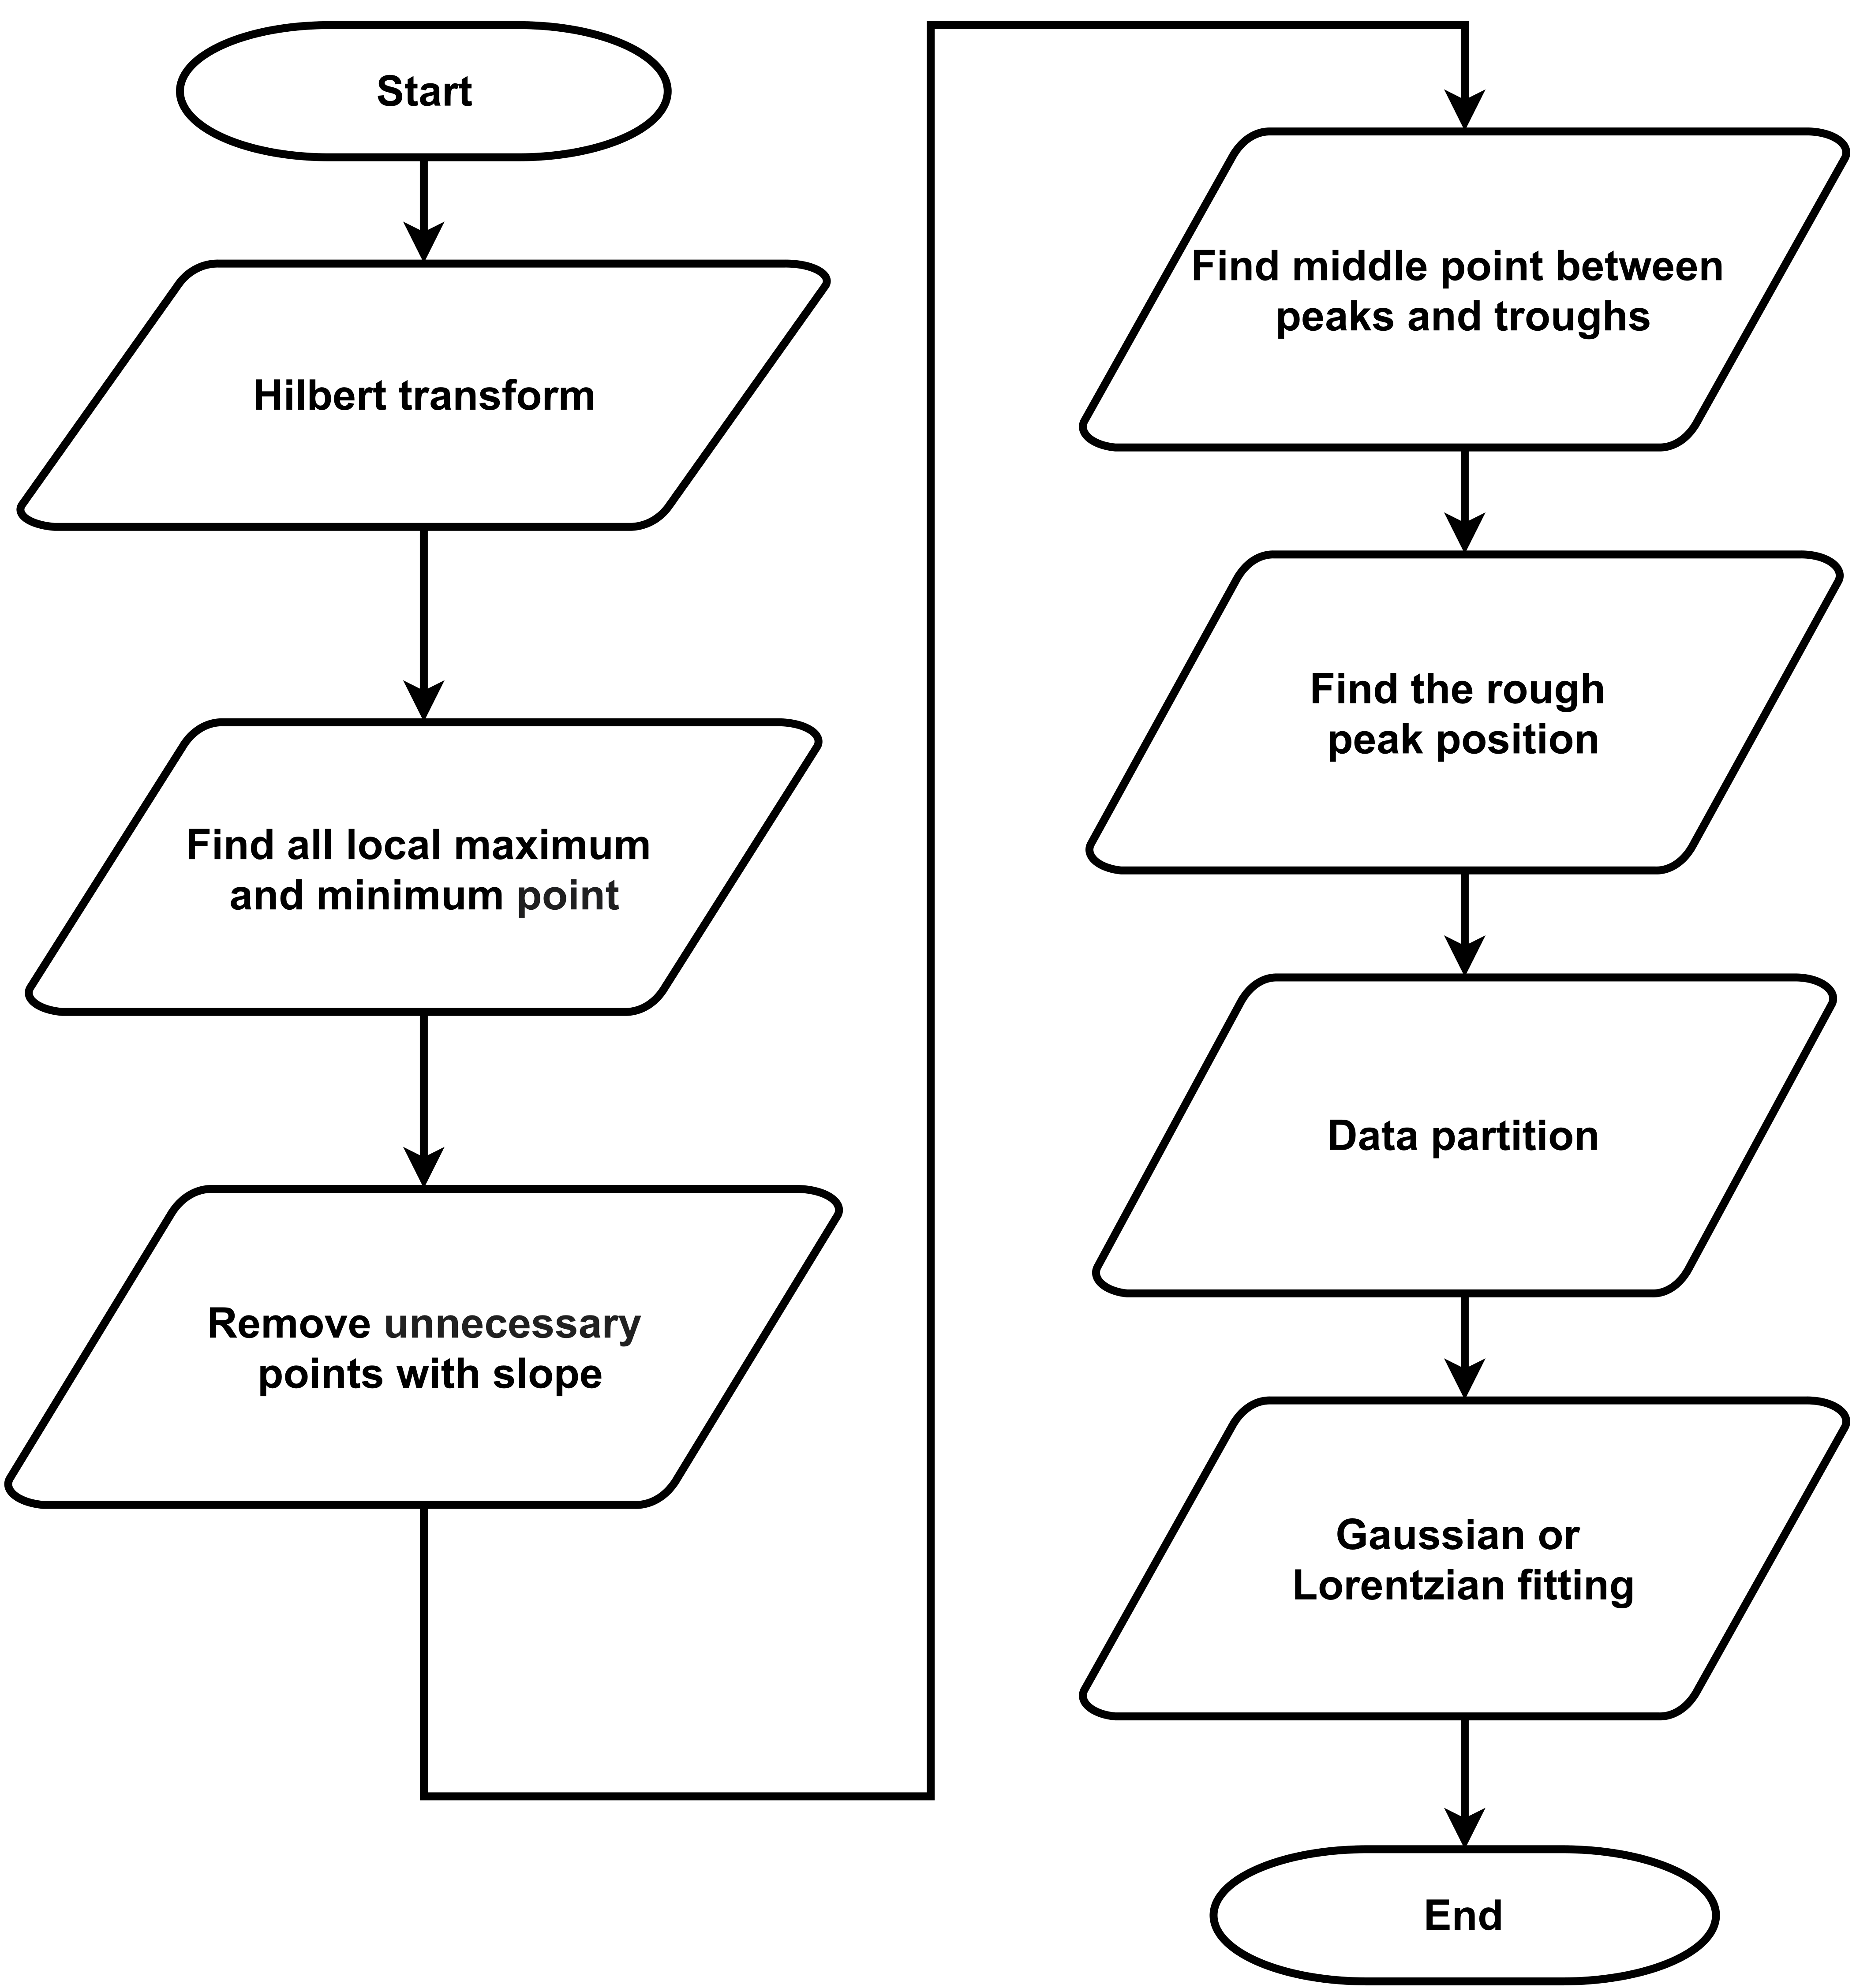 Start
Hilbert transform
Find all local maximum
and minimum point
Remove unnecessary
points with slope
Find middle point between
peaks and troughs
Find the rough
peak position
Data partition
Gaussian or
Lorentzian fitting
End